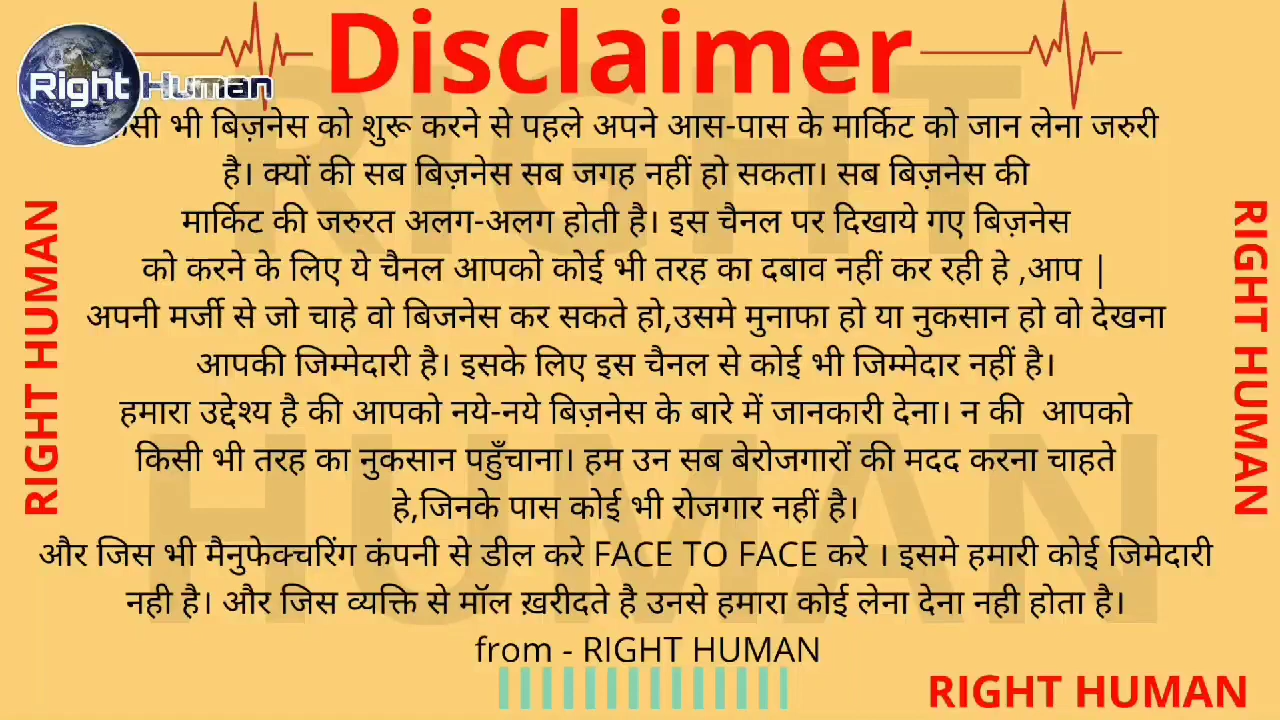 Disclaimer
Right Human
सी भी बिज़नेस को शुरू करने से पहले अपने आस-पास के मार्किट को जान लेना जरुरी
है। क्यों की सब बिज़नेस सब जगह नहीं हो सकता। सब बिज़नेस की
मार्किट की जरुरत अलग-अलग होती है। इस चैनल पर दिखाये गए बिज़नेस
को करने के लिए ये चैनल आपको कोई भी तरह का दबाव नहीं कर रही हे ,आप |
अपनी मर्जी से जो चाहे वो बिजनेस कर सकते हो,उसमे मुनाफा हो या नुकसान हो वो देखना
आपकी जिम्मेदारी है। इसके लिए इस चैनल से कोई भी जिम्मेदार नहीं है।
हमारा उद्देश्य है की आपको नये-नये बिज़नेस के बारे में जानकारी देना। न की आपको
किसी भी तरह का नुकसान पहुँचाना। हम उन सब बेरोजगारों की मदद करना चाहते
हे,जिनके पास कोई भी रोजगार नहीं है।
और जिस भी मैनुफेक्चरिंग कंपनी से डील करे FACE TO FACE करे । इसमे हमारी कोई जिमेदारी
नही है। और जिस व्यक्ति से मॉल ख़रीदते है उनसे हमारा कोई लेना देना नही होता है।
from - RIGHT HUMAN
RIGHT HUMAN
RIGHT HUMAN
RIGHT HUMAN
RIGHT
HUMAN